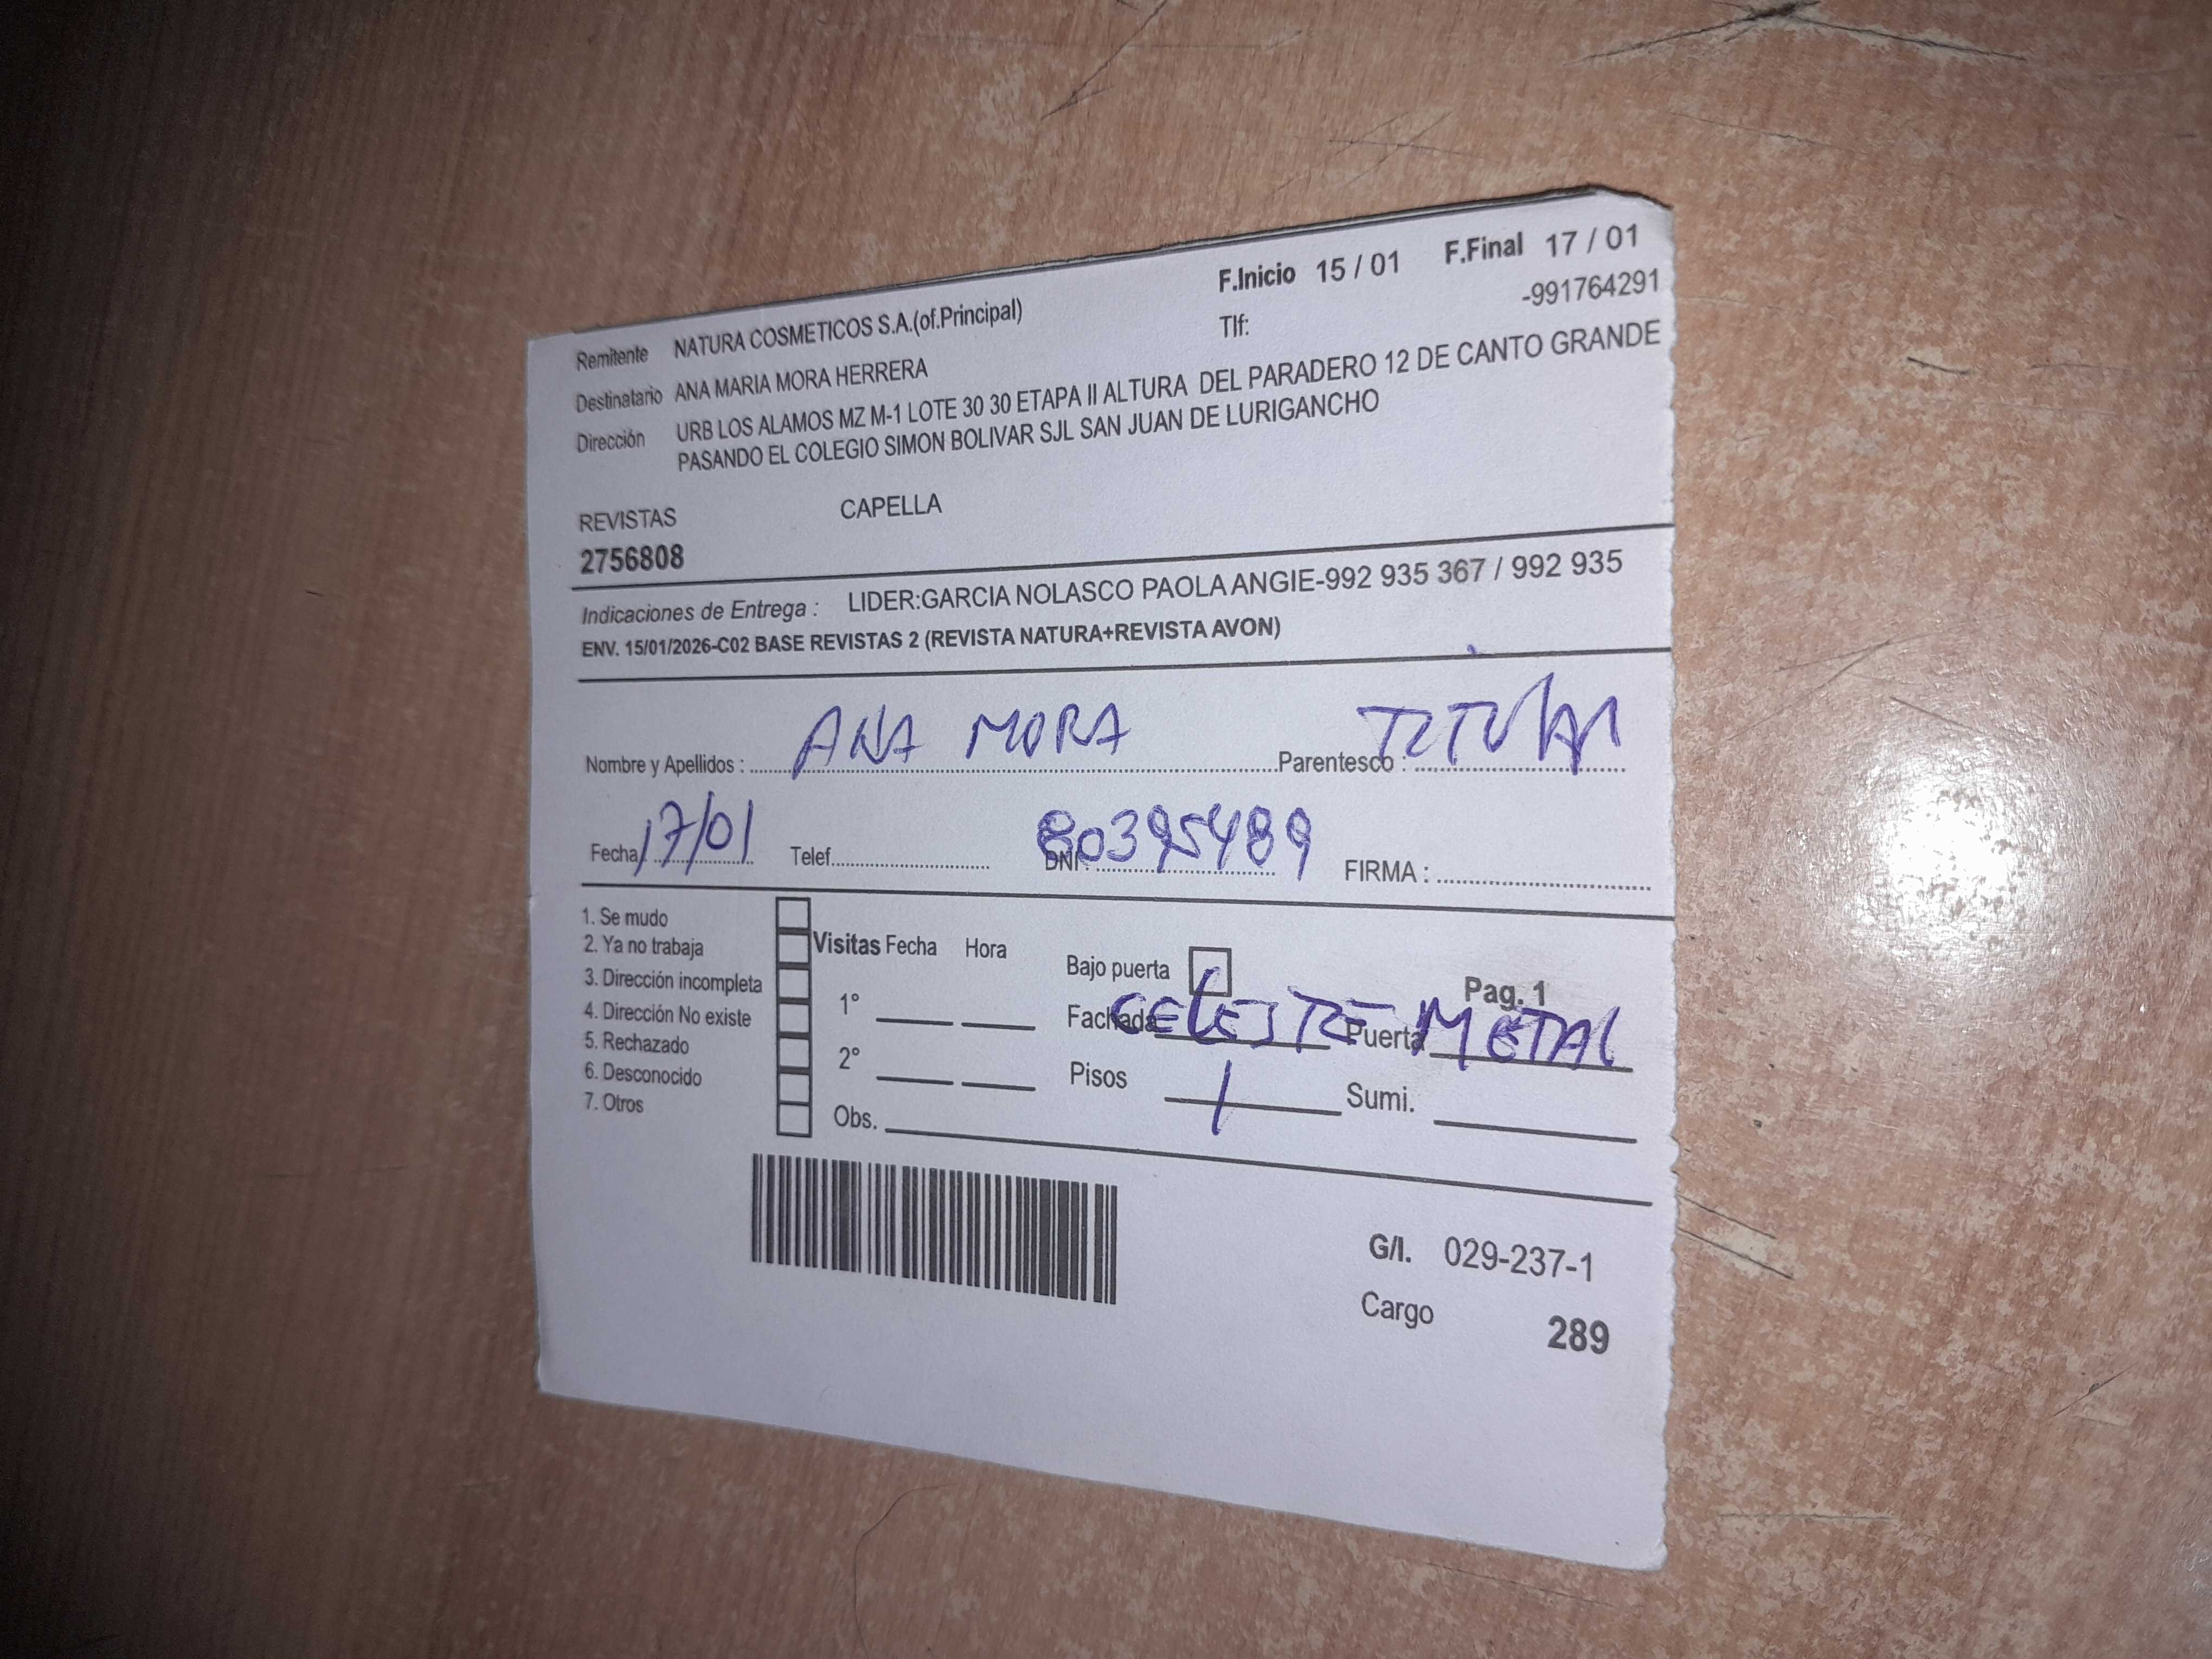 F.Inicio 15 / 01 F.Final 17 / 01
Remitente NATURA COSMETICOS S.A.(of.Principal) Tlf: -991764291
Destinatario ANA MARIA MORA HERRERA
Dirección URB LOS ALAMOS MZ M-1 LOTE 30 30 ETAPA II ALTURA DEL PARADERO 12 DE CANTO GRANDE
PASANDO EL COLEGIO SIMON BOLIVAR SJL SAN JUAN DE LURIGANCHO
REVISTAS CAPELLA
2756808
Indicaciones de Entrega : LIDER:GARCIA NOLASCO PAOLA ANGIE-992 935 367 / 992 935
ENV. 15/01/2026-C02 BASE REVISTAS 2 (REVISTA NATURA+REVISTA AVON)
Nombre y Apellidos : ANA MORA Parentesco : TITULAR
Fecha 17/01 Telef. DNI : 80395489 FIRMA :
1. Se mudo
2. Ya no trabaja
3. Dirección incompleta
4. Dirección No existe
5. Rechazado
6. Desconocido
7. Otros
Visitas Fecha Hora
1°
2°
Obs.
Bajo puerta Pag. 1
Fachada CELESTE Puerta METAL
Pisos 1 Sumi.
G/I. 029-237-1
Cargo 289